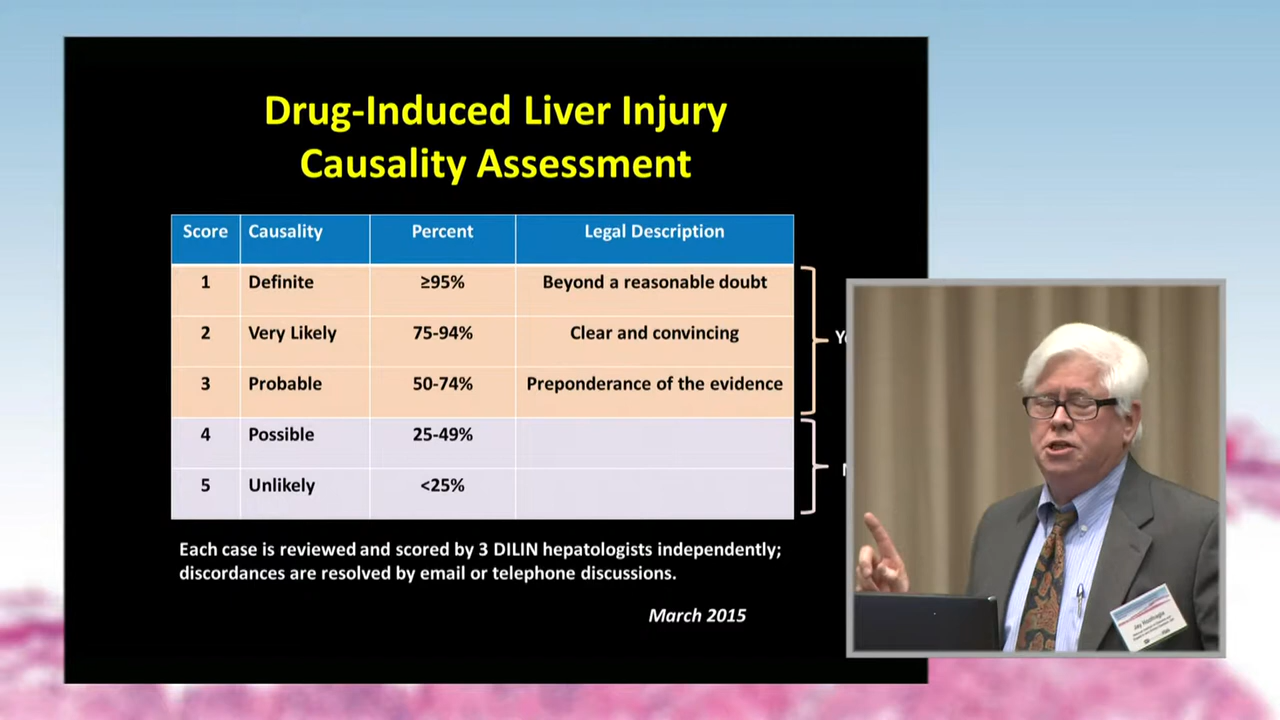 Drug-Induced Liver Injury
Causality Assessment
Score Causality Percent Legal Description
1 Definite ≥95% Beyond a reasonable doubt
2 Very Likely 75-94% Clear and convincing
3 Probable 50-74% Preponderance of the evidence
4 Possible 25-49%
5 Unlikely <25%
Each case is reviewed and scored by 3 DILIN hepatologists independently;
discordances are resolved by email or telephone discussions.
March 2015
Jay Hoofnagle